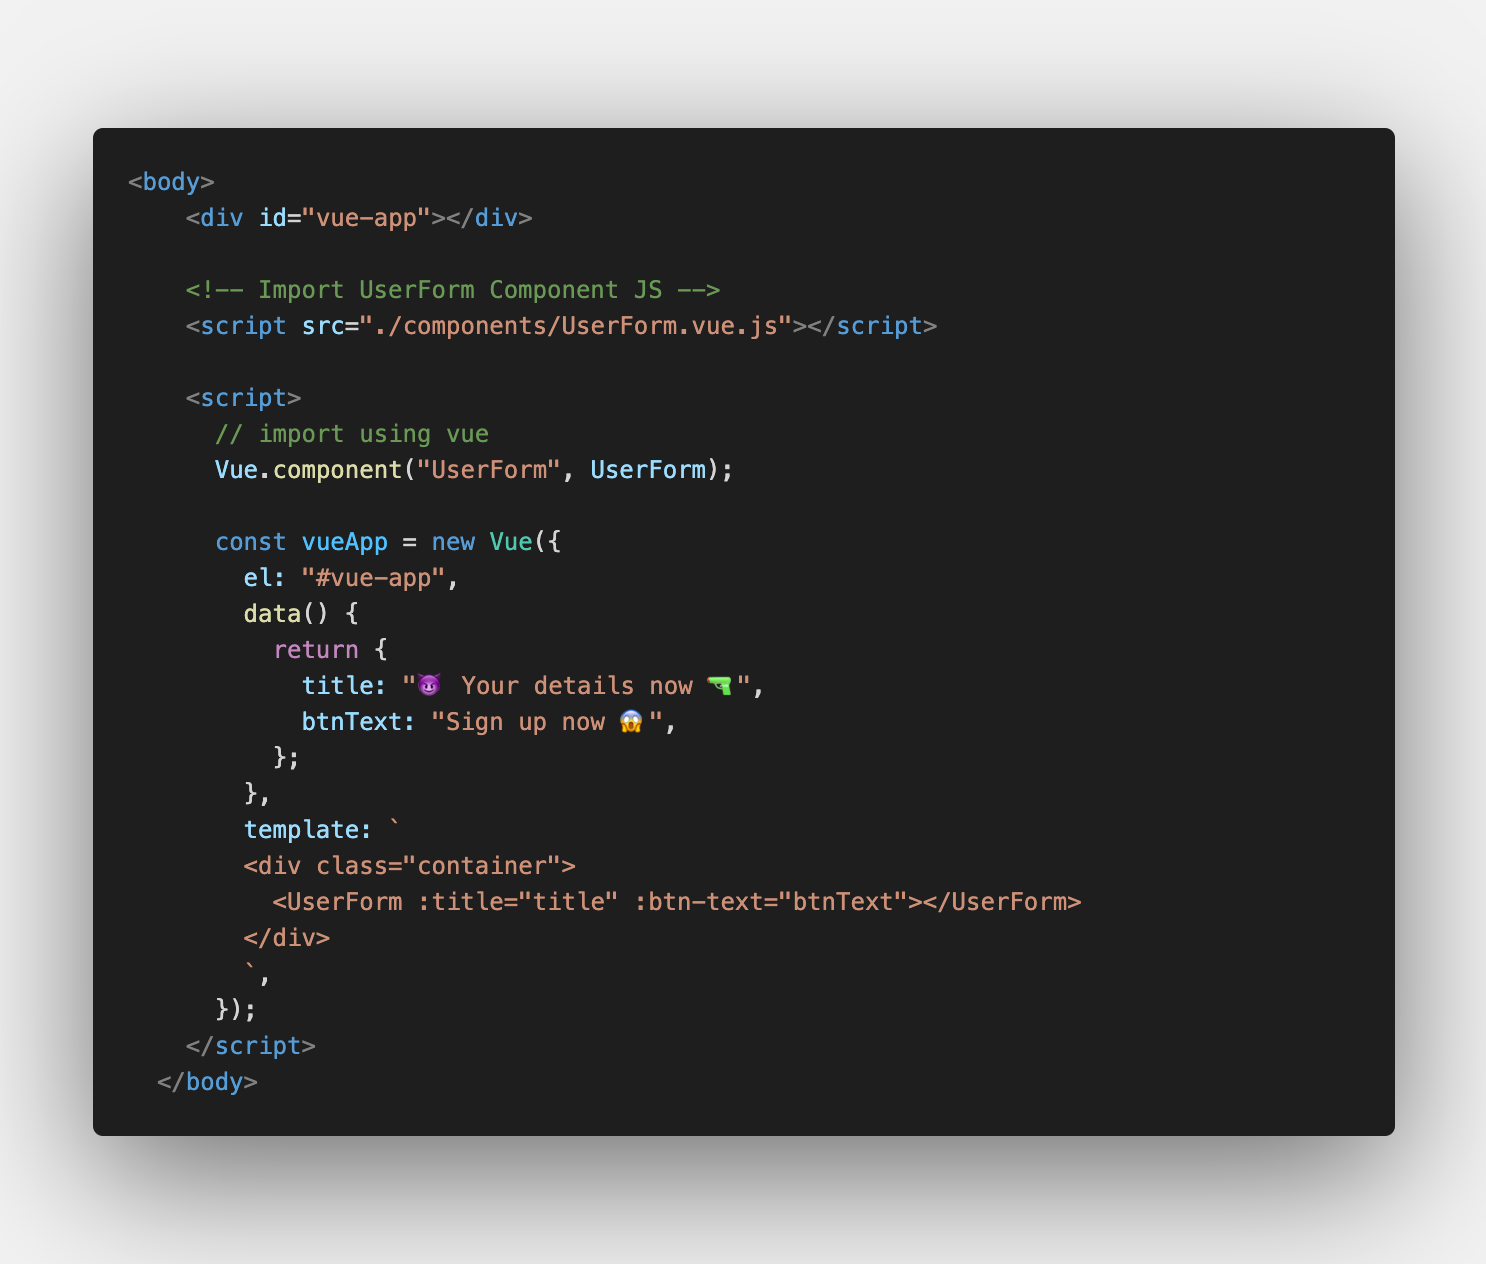 <body>
    <div id="vue-app"></div>

    <!-- Import UserForm Component JS -->
    <script src="./components/UserForm.vue.js"></script>

    <script>
      // import using vue
      Vue.component("UserForm", UserForm);

      const vueApp = new Vue({
        el: "#vue-app",
        data() {
          return {
            title: "😈 Your details now 🔫",
            btnText: "Sign up now 😱",
          };
        },
        template: `
        <div class="container">
          <UserForm :title="title" :btn-text="btnText"></UserForm>
        </div>
        `,
      });
    </script>
  </body>